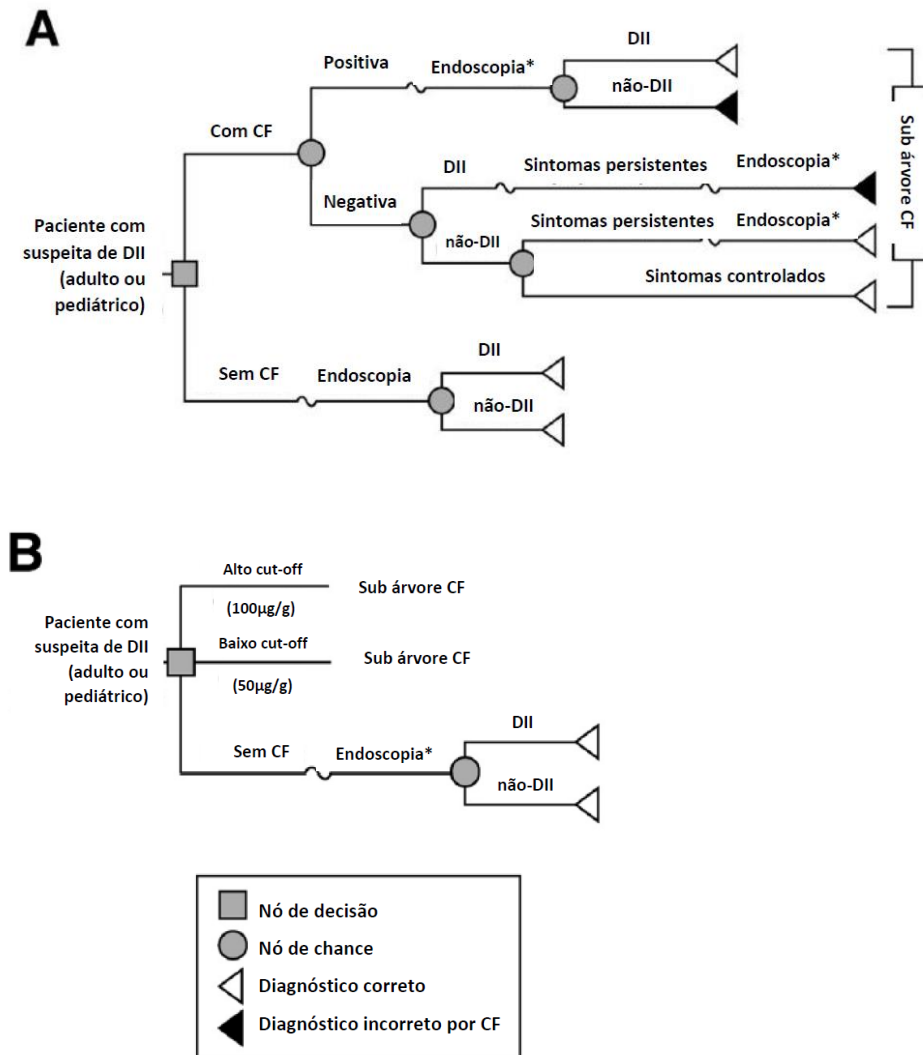 A
Positiva
Endoscopia*
DII
não-DII
Com CF
Negativa
DII
Sintomas persistentes
Endoscopia*
não-DII
Sintomas persistentes
Endoscopia*
Sintomas controlados
Sub árvore CF
Paciente com
suspeita de DII
(adulto ou
pediátrico)
Sem CF
Endoscopia
DII
não-DII
B
Alto cut-off
(100µg/g)
Sub árvore CF
Paciente com
suspeita de DII
(adulto ou
pediátrico)
Baixo cut-off
(50µg/g)
Sub árvore CF
Sem CF
Endoscopia*
DII
não-DII
Nó de decisão
Nó de chance
Diagnóstico correto
Diagnóstico incorreto por CF